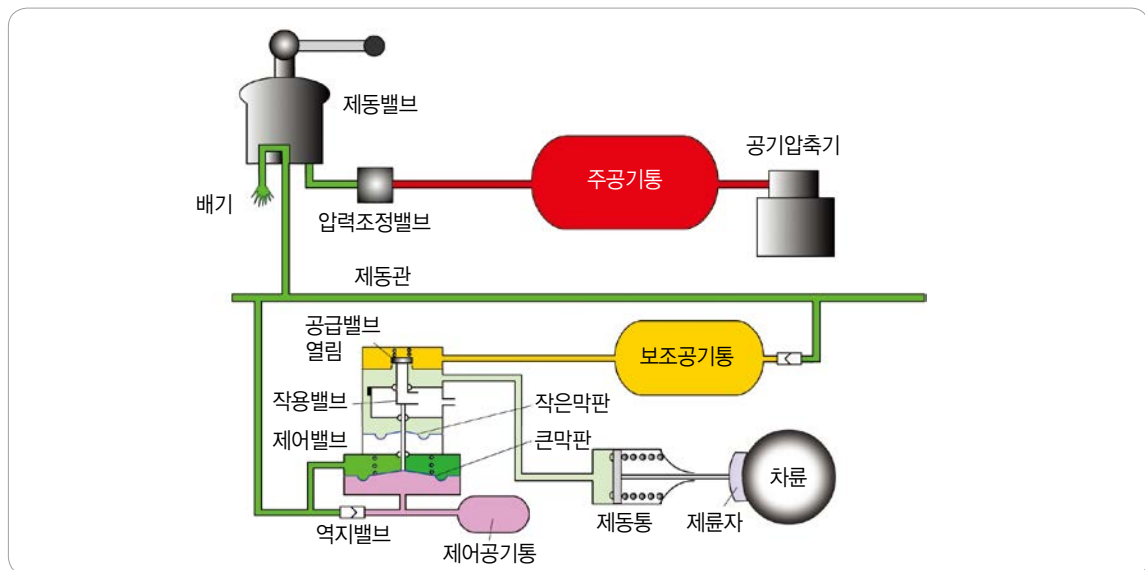 제동밸브
공기압축기
주공기통
배기
압력조정밸브
제동관
공급밸브
열림
보조공기통
작용밸브
작은막판
제어밸브
큰막판
차륜
제동통
제륜자
역지밸브
제어공기통